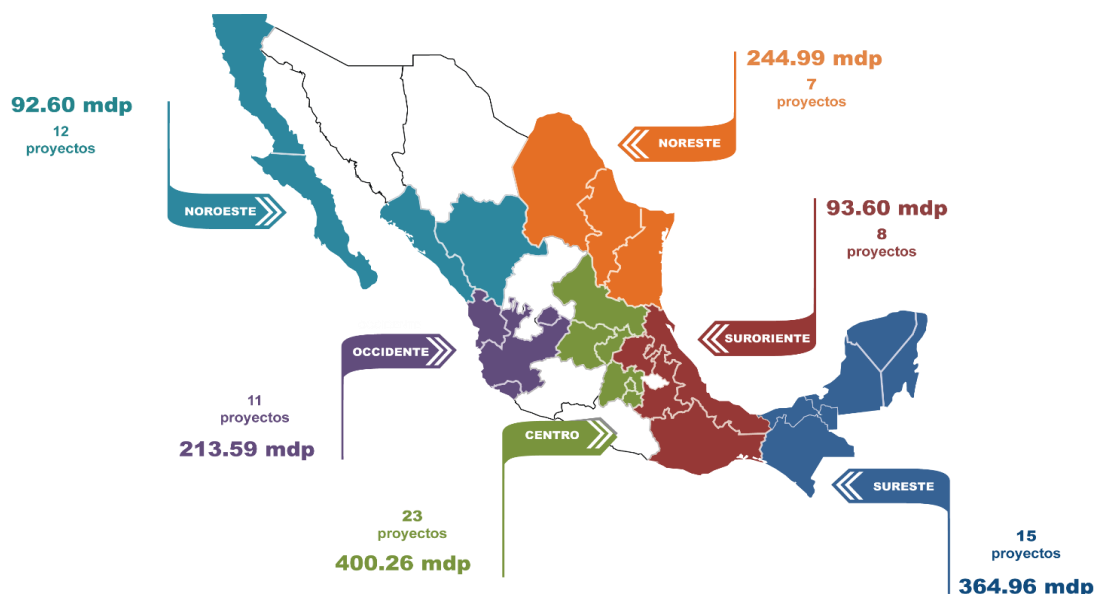 244.99 mdp
7
proyectos
NORESTE
92.60 mdp
12
proyectos
NOROESTE
93.60 mdp
8
proyectos
SURORIENTE
OCCIDENTE
11
proyectos
213.59 mdp
CENTRO
23
proyectos
400.26 mdp
SURESTE
15
proyectos
364.96 mdp